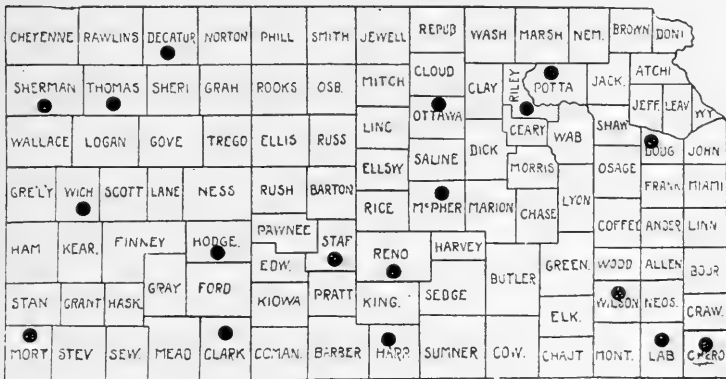 CHEYENNE RAWLINS DECATUR NORTON PHILL SMITH JEWELL REPUB WASH MARSH NEM. BROWN DONI
SHERMAN THOMAS SHERI GRAH ROOKS OSB. MITCH CLOUD CLAY RILEY POTTA JACK. ATCHI
JEFF LEAV WY
WALLACE LOGAN GOVE TREGO ELLIS RUSS LINC OTTAWA DICK GEARY WAB SHAW DOUG JOHN
ELLSW SALINE MORRIS OSAGE
GRE'LY WICH SCOTT LANE NESS RUSH BARTON RICE McPHER MARION CHASE LYON FRANK MIAMI
HAM KEAR. FINNEY HODGE. PAWNEE STAF RENO HARVEY COFFEY ANDER LINN
EDW.
STAN GRANT HASK. GRAY FORD KIOWA PRATT KING. SEDGE BUTLER GREEN. WOOD ALLEN BOUR
WILSON NEOS. CRAW.
ELK.
MORT STEV SEW. MEAD CLARK COMAN. BARBER HARP SUMNER COW. CHAUT MONT. LAB CHERO